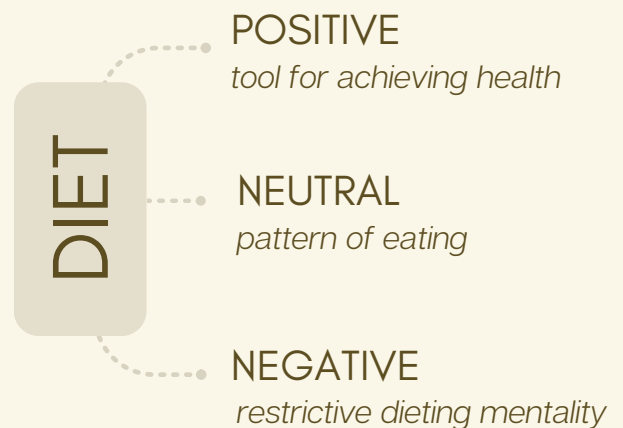 DIET
POSITIVE
tool for achieving health
NEUTRAL
pattern of eating
NEGATIVE
restrictive dieting mentality